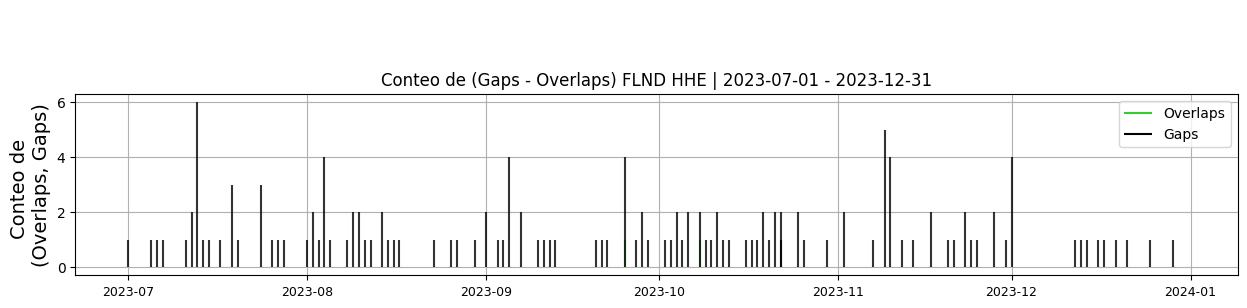 Conteo de (Gaps - Overlaps) FLND HHE | 2023-07-01 - 2023-12-31
Conteo de
(Overlaps, Gaps)
6
4
2
0
Overlaps
Gaps
2023-07
2023-08
2023-09
2023-10
2023-11
2023-12
2024-01